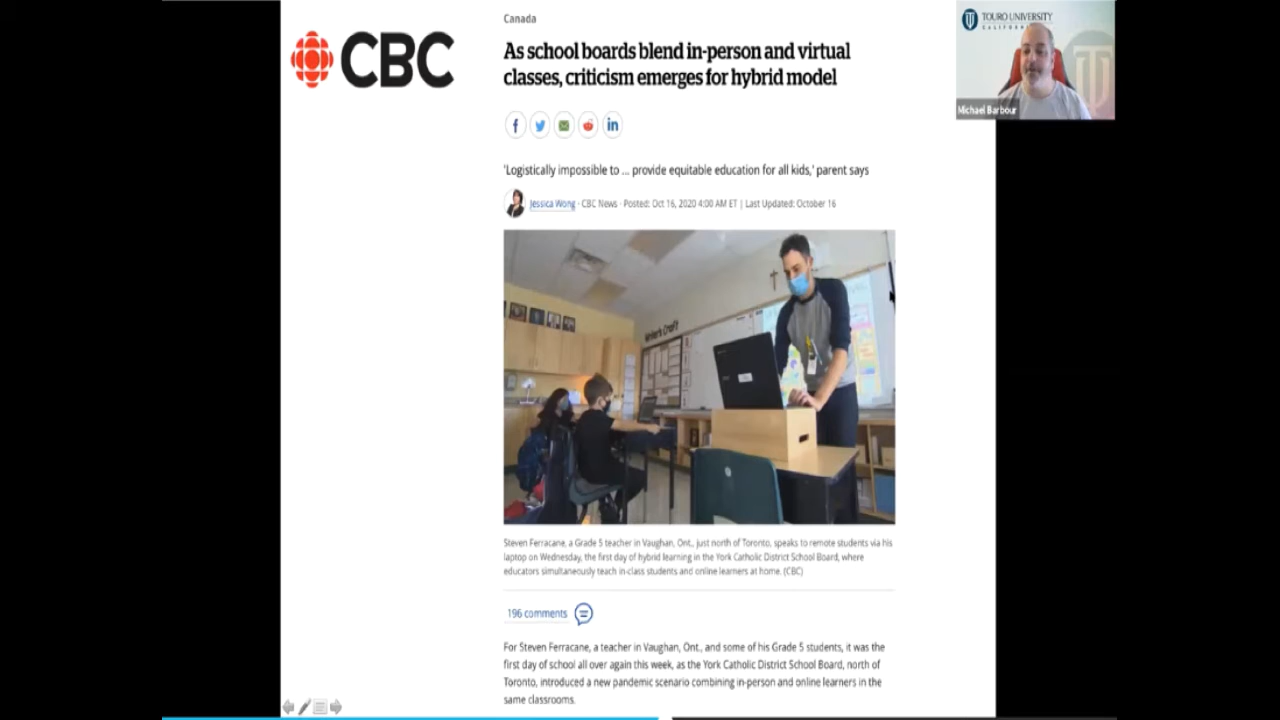 CBC
Canada
As school boards blend in-person and virtual
classes, criticism emerges for hybrid model
'Logistically impossible to ... provide equitable education for all kids,' parent says
Jessica Wong · CBC News · Posted: Oct 16, 2020 4:00 AM ET | Last Updated: October 16
Writer's Craft
Steven Ferracane, a Grade 5 teacher in Vaughan, Ont., just north of Toronto, speaks to remote students via his
laptop on Wednesday, the first day of hybrid learning in the York Catholic District School Board, where
educators simultaneously teach in-class students and online learners at home. (CBC)
196 comments
For Steven Ferracane, a teacher in Vaughan, Ont., and some of his Grade 5 students, it was the
first day of school all over again this week, as the York Catholic District School Board, north of
Toronto, introduced a new pandemic scenario combining in-person and online learners in the
same classrooms.
TOURO UNIVERSITY
CALIFORNIA
Michael Barbour